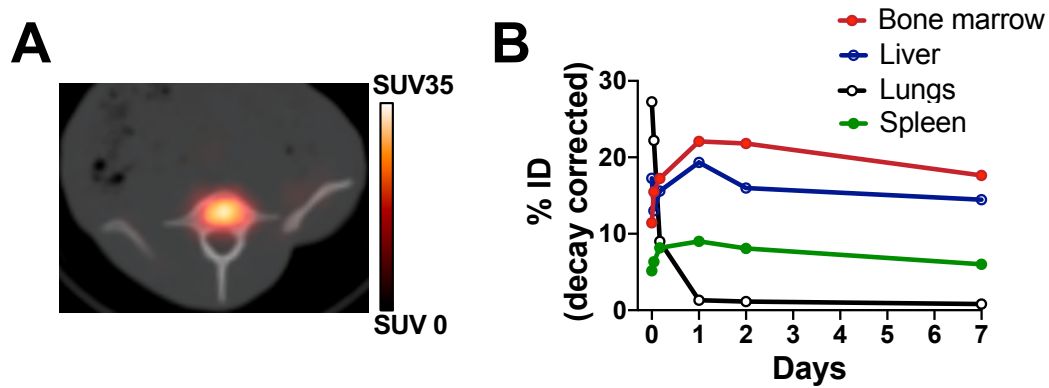 A
SUV35
SUV 0
B
Bone marrow
Liver
Lungs
Spleen
% ID
(decay corrected)
30
20
10
0
0 1 2 3 4 5 6 7
Days